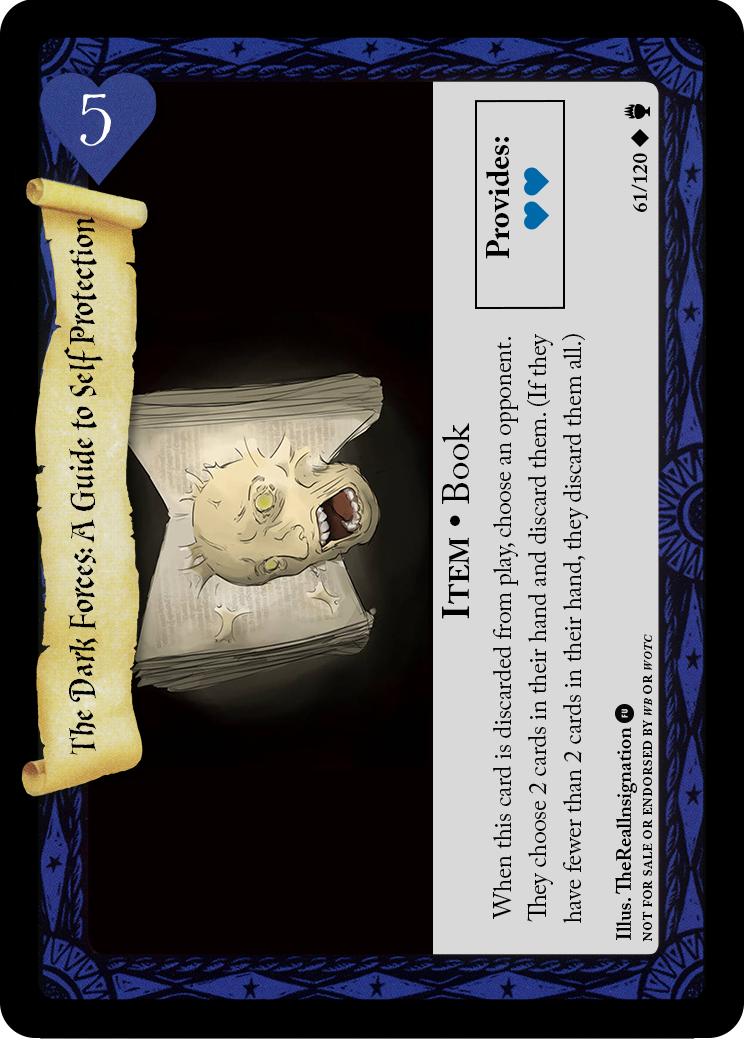 5
The Dark Forces: A Guide to Self Protection
ITEM • Book
When this card is discarded from play, choose an opponent.
They choose 2 cards in their hand and discard them. (If they
have fewer than 2 cards in their hand, they discard them all.)
Provides:
Illus. TheRealInsignation FU
NOT FOR SALE OR ENDORSED BY WB OR WOTC
61/120